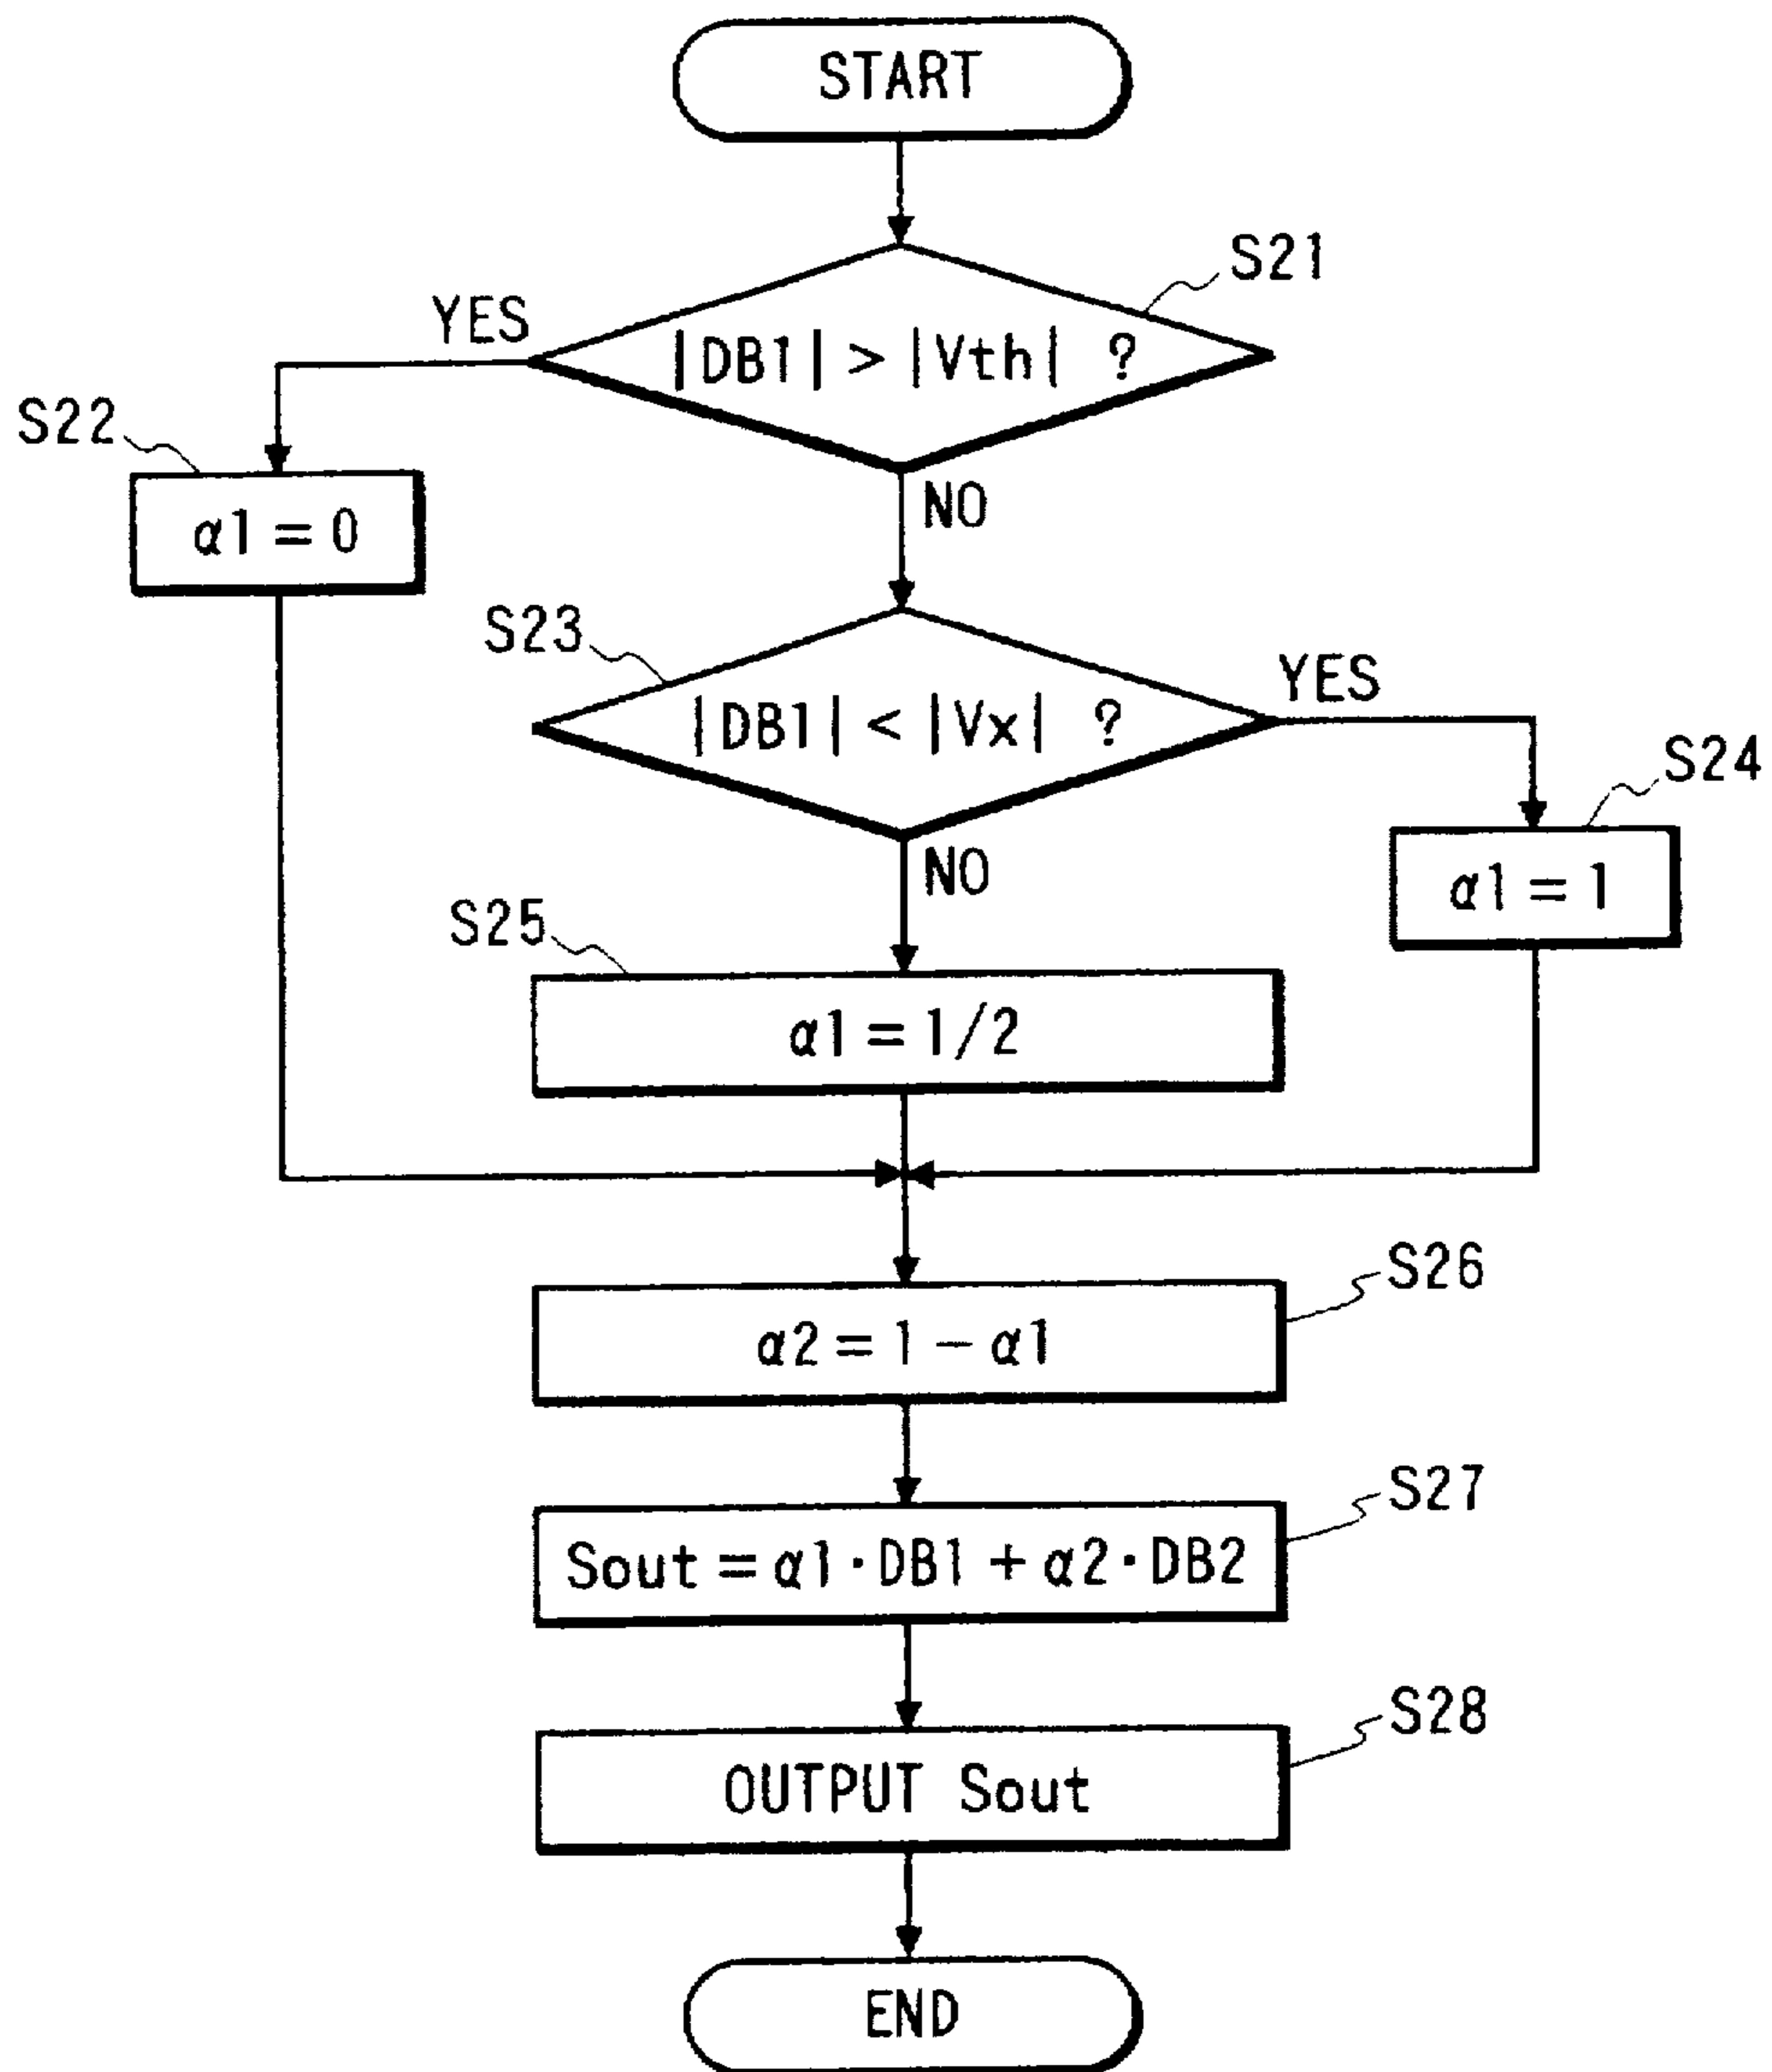 START
S21
YES
|DB1| > |Vth| ?
S22
α1 = 0
NO
S23
YES
|DB1| < |Vx| ?
S24
α1 = 1
NO
S25
α1 = 1/2
S26
α2 = 1 − α1
S27
Sout = α1·DB1 + α2·DB2
S28
OUTPUT Sout
END